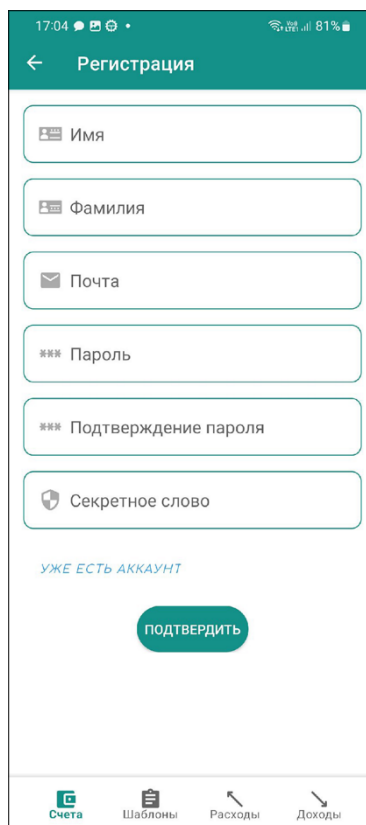 17:04 81%
Регистрация
Имя
Фамилия
Почта
*** Пароль
*** Подтверждение пароля
Секретное слово
УЖЕ ЕСТЬ АККАУНТ
ПОДТВЕРДИТЬ
Счета Шаблоны Расходы Доходы